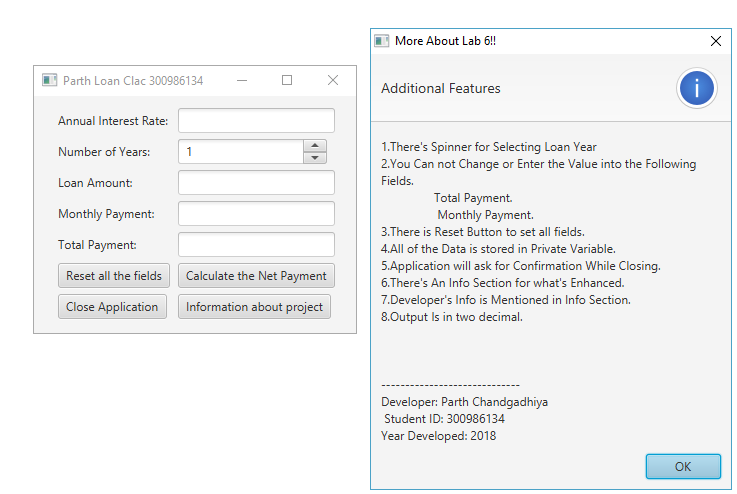 Parth Loan Clac 300986134
Annual Interest Rate:
Number of Years:
1
Loan Amount:
Monthly Payment:
Total Payment:
Reset all the fields
Calculate the Net Payment
Close Application
Information about project
More About Lab 6!!
Additional Features
i
1.There's Spinner for Selecting Loan Year
2.You Can not Change or Enter the Value into the Following
Fields.
Total Payment.
Monthly Payment.
3.There is Reset Button to set all fields.
4.All of the Data is stored in Private Variable.
5.Application will ask for Confirmation While Closing.
6.There's An Info Section for what's Enhanced.
7.Developer's Info is Mentioned in Info Section.
8.Output Is in two decimal.
-----------------------------
Developer: Parth Chandgadhiya
Student ID: 300986134
Year Developed: 2018
OK